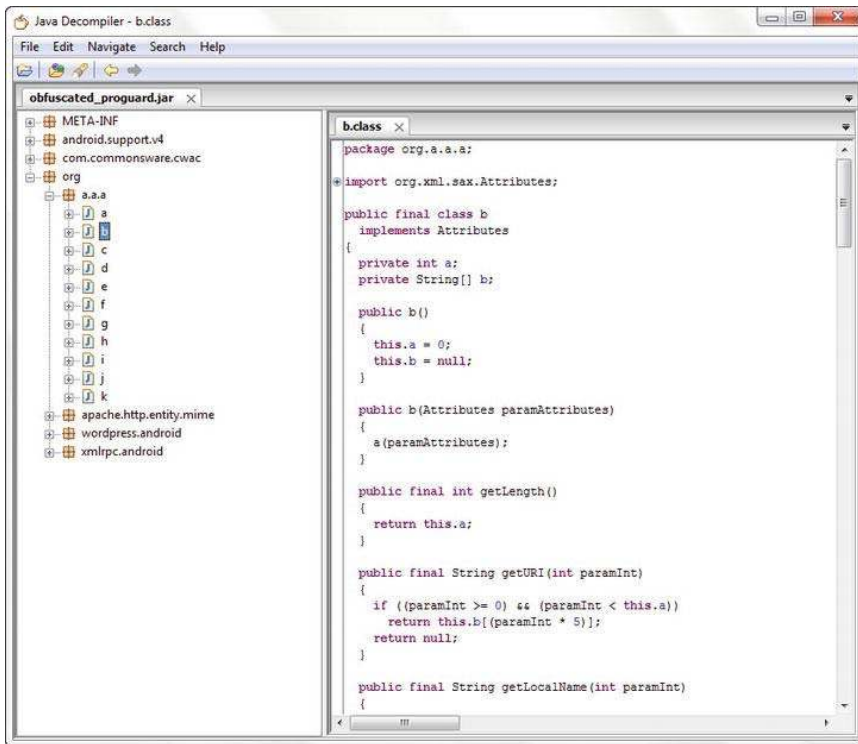 Java Decompiler - b.class
File Edit Navigate Search Help
obfuscated_proguard.jar
META-INF
android.support.v4
com.commonsware.cwac
org
a.a.a
a
b
c
d
e
f
g
h
i
j
k
apache.http.entity.mime
wordpress.android
xmlrpc.android
b.class
package org.a.a.a;
import org.xml.sax.Attributes;
public final class b
implements Attributes
{
private int a;
private String[] b;
public b()
{
this.a = 0;
this.b = null;
}
public b(Attributes paramAttributes)
{
a(paramAttributes);
}
public final int getLength()
{
return this.a;
}
public final String getURI(int paramInt)
{
if ((paramInt >= 0) && (paramInt < this.a))
return this.b[(paramInt * 5)];
return null;
}
public final String getLocalName(int paramInt)
{